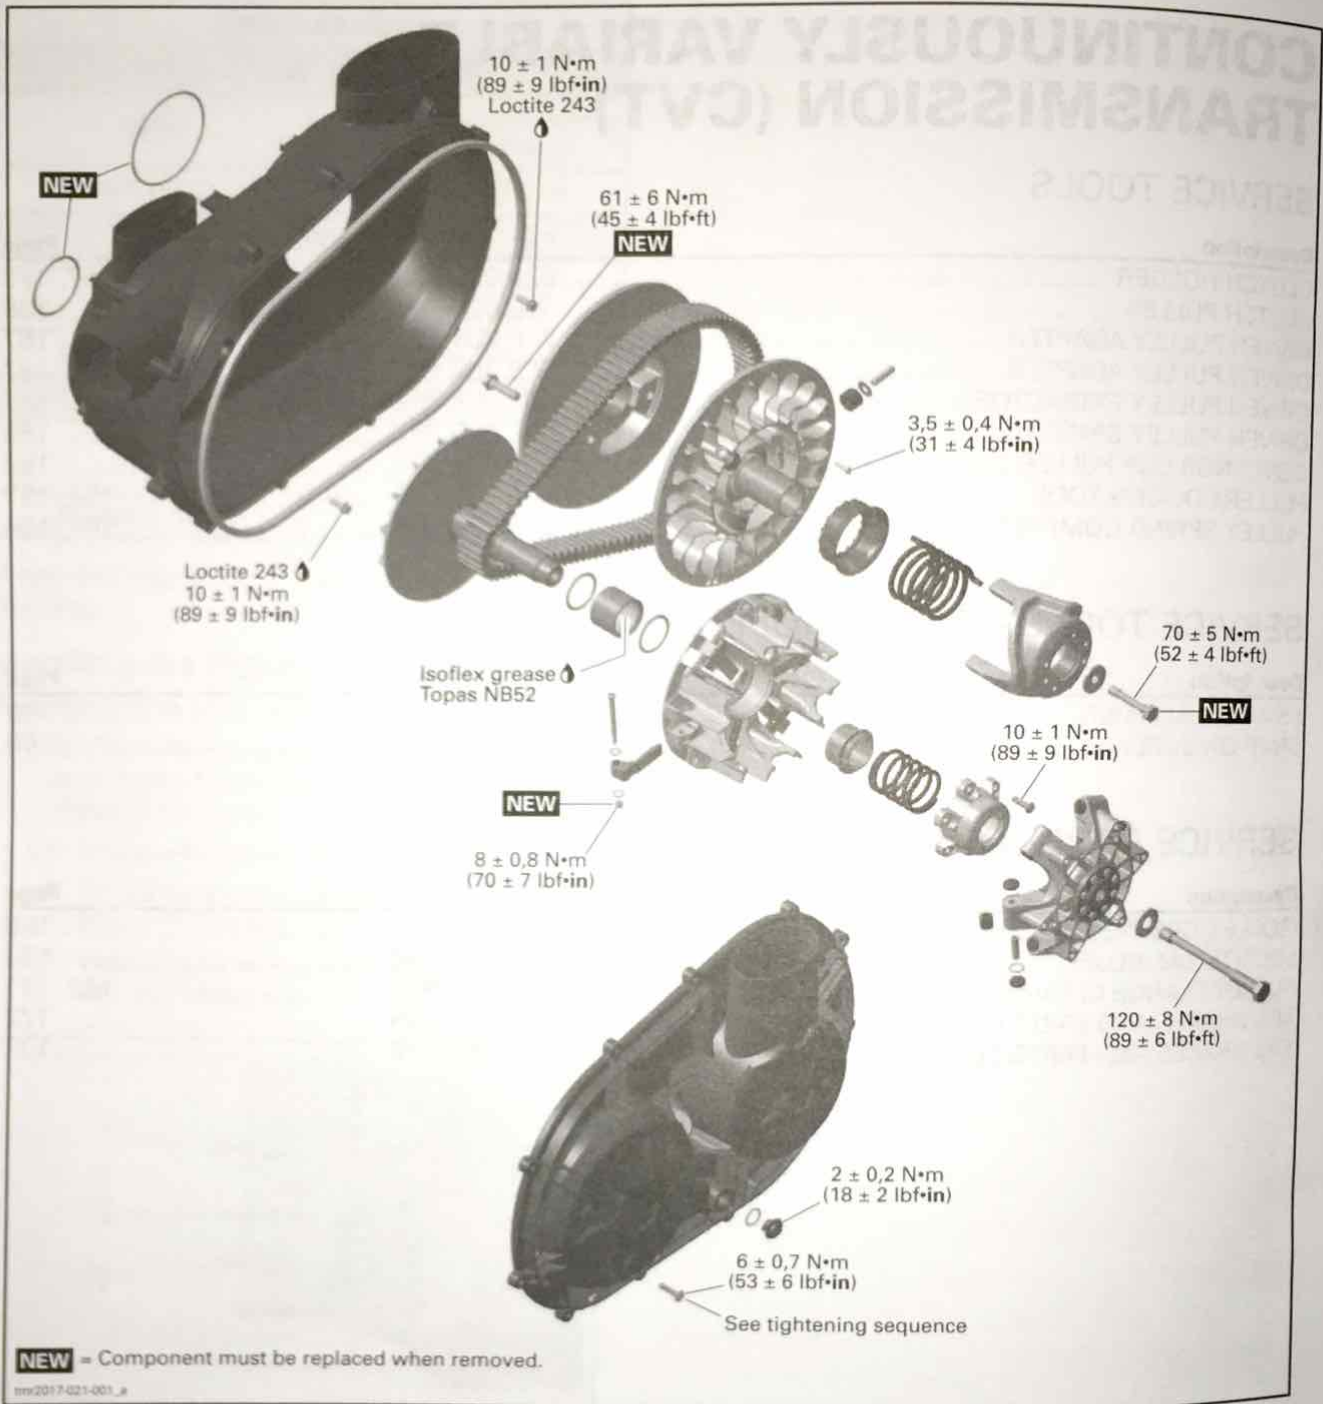 10 ± 1 N•m
(89 ± 9 lbf•in)
Loctite 243
NEW
61 ± 6 N•m
(45 ± 4 lbf•ft)
NEW
3,5 ± 0,4 N•m
(31 ± 4 lbf•in)
Loctite 243
10 ± 1 N•m
(89 ± 9 lbf•in)
Isoflex grease
Topas NB52
70 ± 5 N•m
(52 ± 4 lbf•ft)
NEW
10 ± 1 N•m
(89 ± 9 lbf•in)
NEW
8 ± 0,8 N•m
(70 ± 7 lbf•in)
120 ± 8 N•m
(89 ± 6 lbf•ft)
2 ± 0,2 N•m
(18 ± 2 lbf•in)
6 ± 0,7 N•m
(53 ± 6 lbf•in)
See tightening sequence
NEW = Component must be replaced when removed.
tmr2017-021-001_a
CONTINUOUSLY
TRANSMISSION (CVT)
SERVICE TOOLS